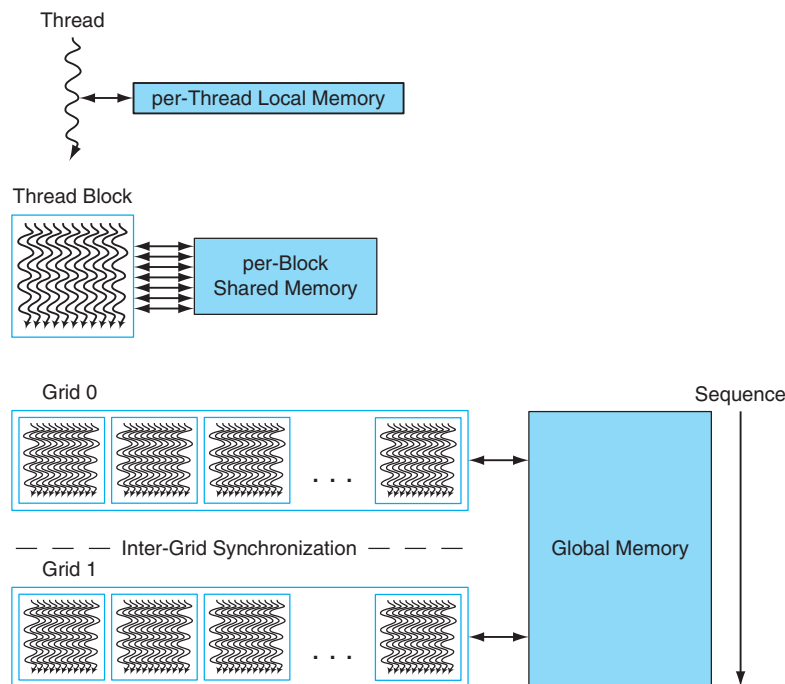 Thread
per-Thread Local Memory
Thread Block
per-Block
Shared Memory
Grid 0
Sequence
. . .
Inter-Grid Synchronization
Global Memory
Grid 1
. . .